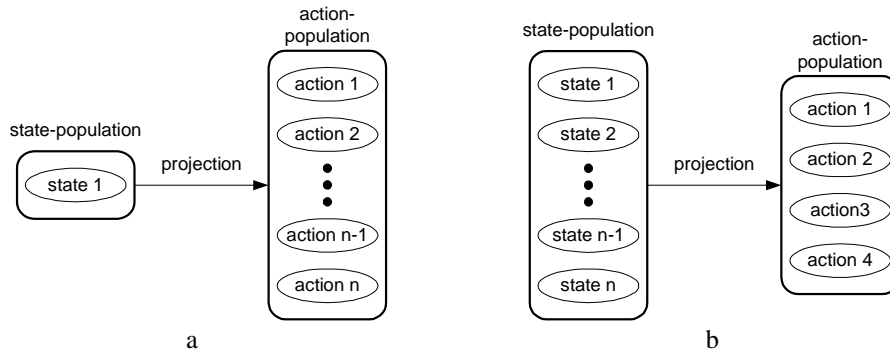 action-
population
action 1
action 2
action n-1
action n
state-population
state 1
projection
a
state-population
state 1
state 2
state n-1
state n
projection
action-
population
action 1
action 2
action3
action 4
b